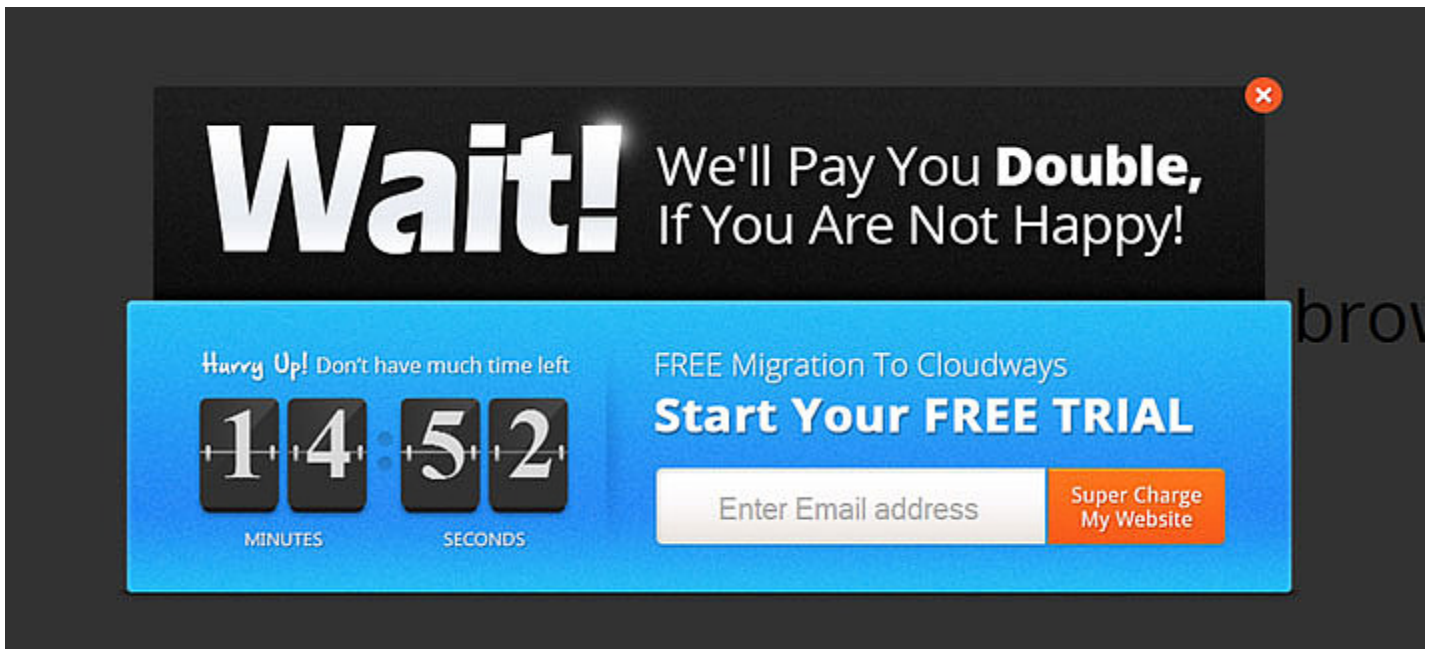 Wait!
We'll Pay You Double,
If You Are Not Happy!
Hurry Up! Don't have much time left
14:52
MINUTES SECONDS
FREE Migration To Cloudways
Start Your FREE TRIAL
Enter Email address
Super Charge
My Website